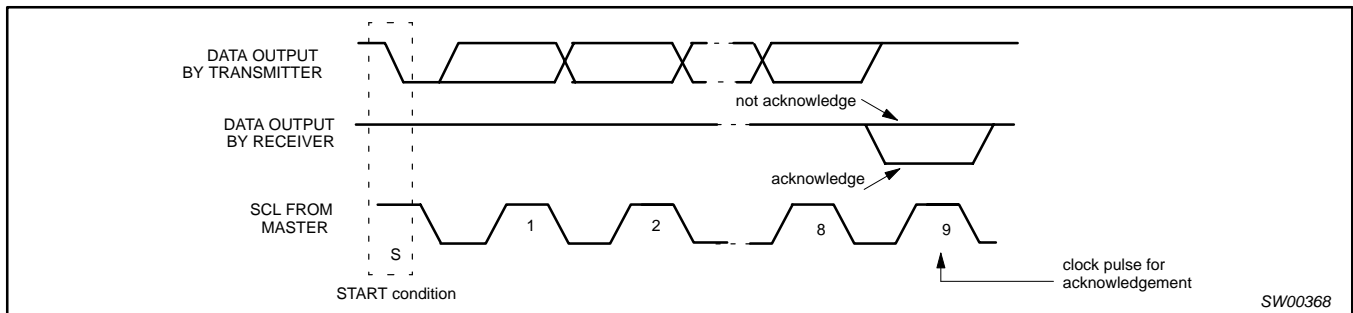 DATA OUTPUT
BY TRANSMITTER
not acknowledge
DATA OUTPUT
BY RECEIVER
acknowledge
SCL FROM
MASTER
1
2
8
9
S
START condition
clock pulse for
acknowledgement
SW00368